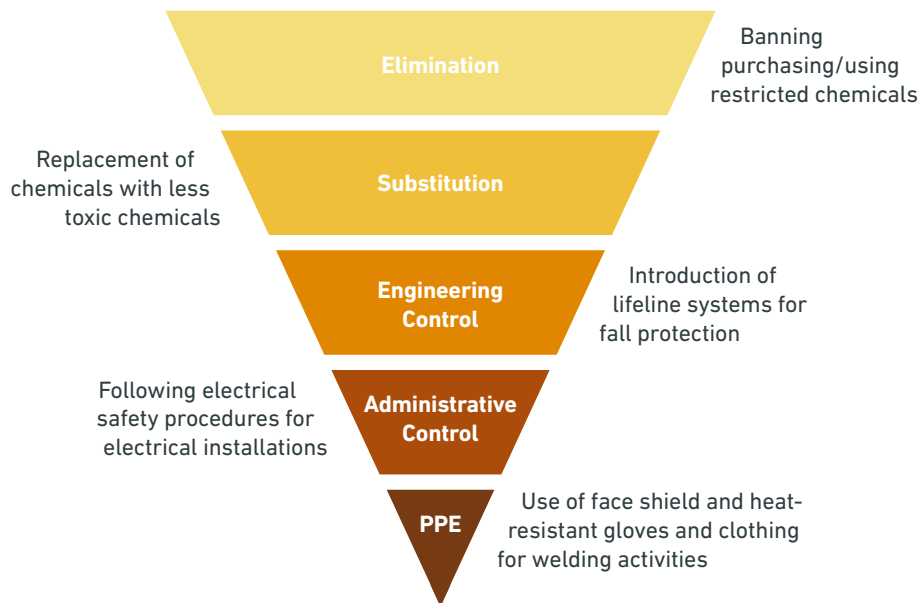 Elimination
Banning
purchasing/using
restricted chemicals
Substitution
Replacement of
chemicals with less
toxic chemicals
Engineering
Control
Introduction of
lifeline systems for
fall protection
Administrative
Control
Following electrical
safety procedures for
electrical installations
PPE
Use of face shield and heat-
resistant gloves and clothing
for welding activities